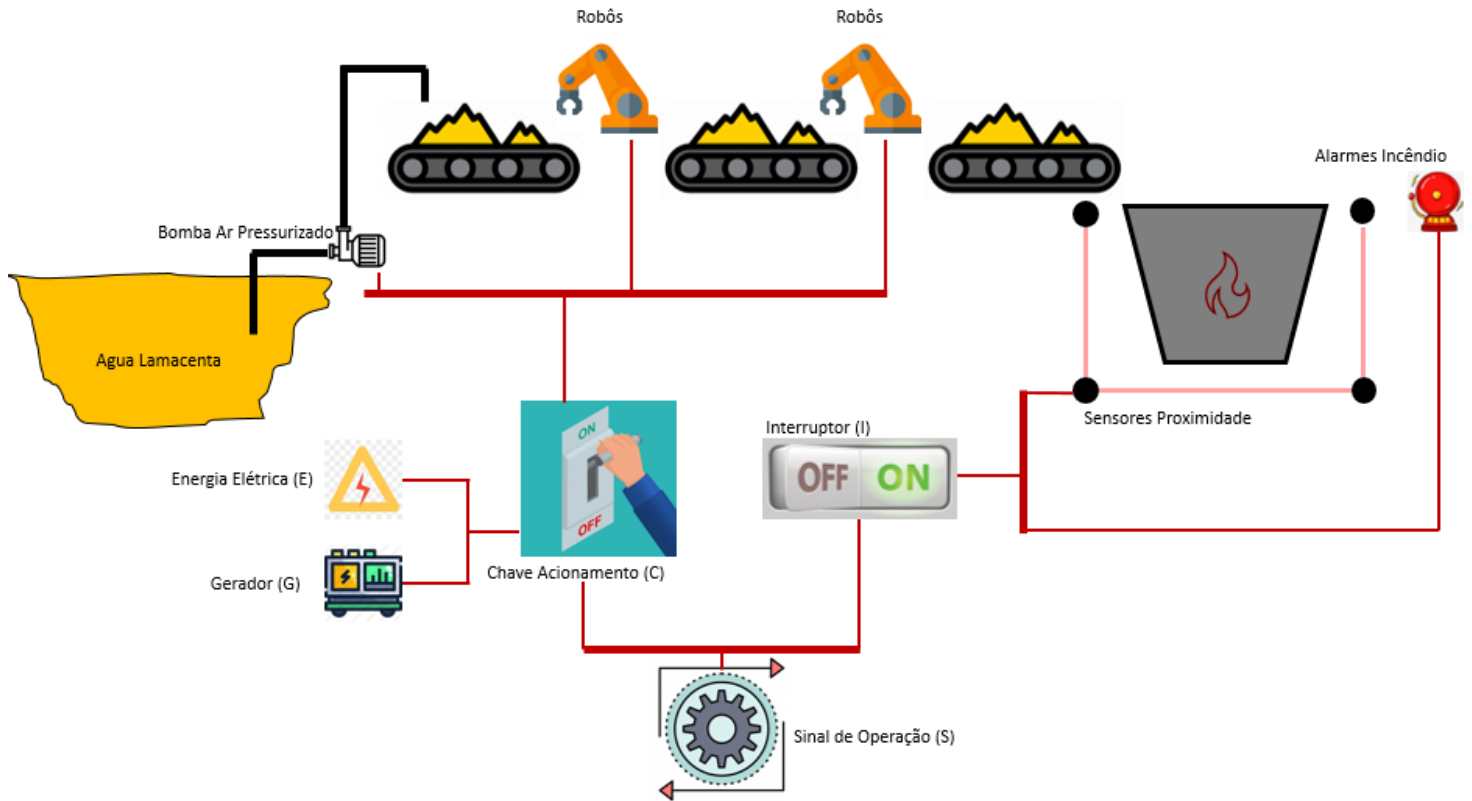 Robôs
Robôs
Alarmes Incêndio
Bomba Ar Pressurizado
Agua Lamacenta
Sensores Proximidade
Interruptor (I)
ON
OFF ON
Energia Elétrica (E)
OFF
Chave Acionamento (C)
Gerador (G)
Sinal de Operação (S)